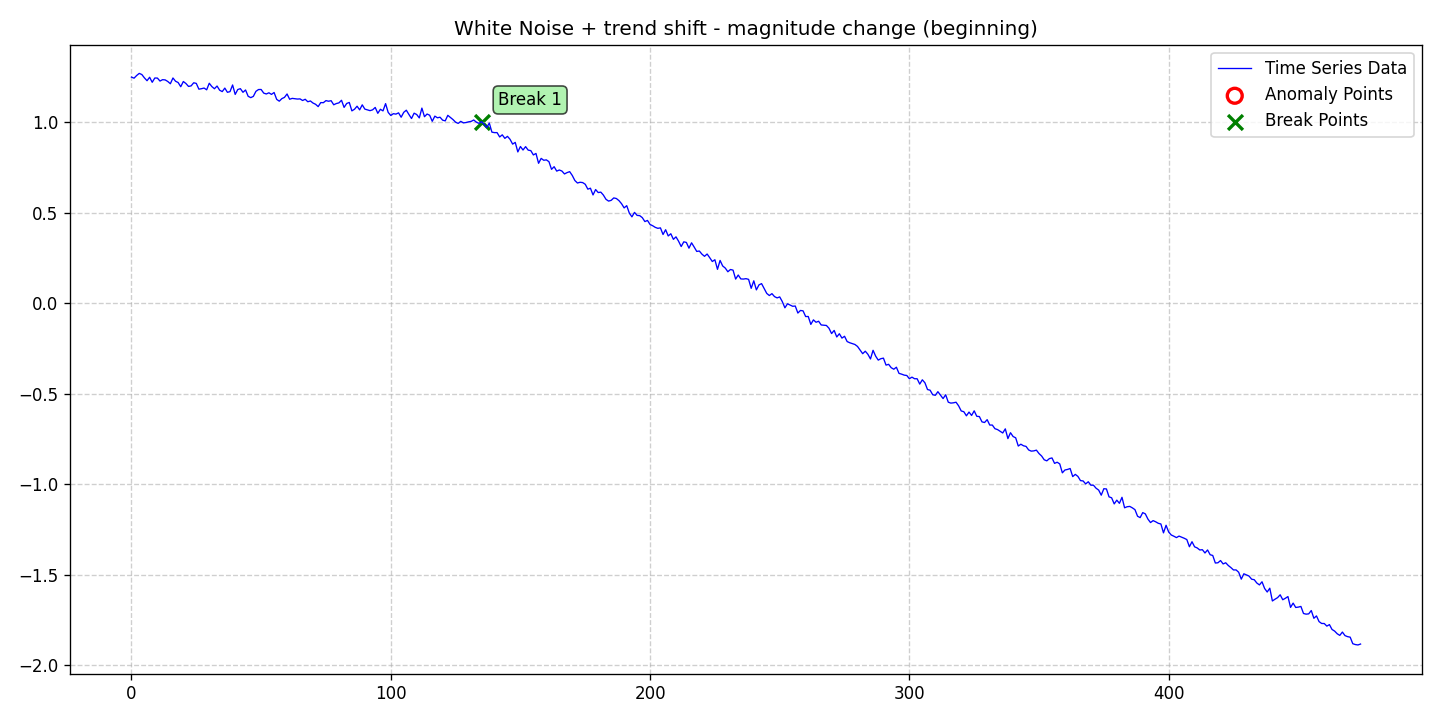 White Noise + trend shift - magnitude change (beginning)
Time Series Data
Anomaly Points
Break Points
Break 1
1.0
0.5
0.0
−0.5
−1.0
−1.5
−2.0
0
100
200
300
400